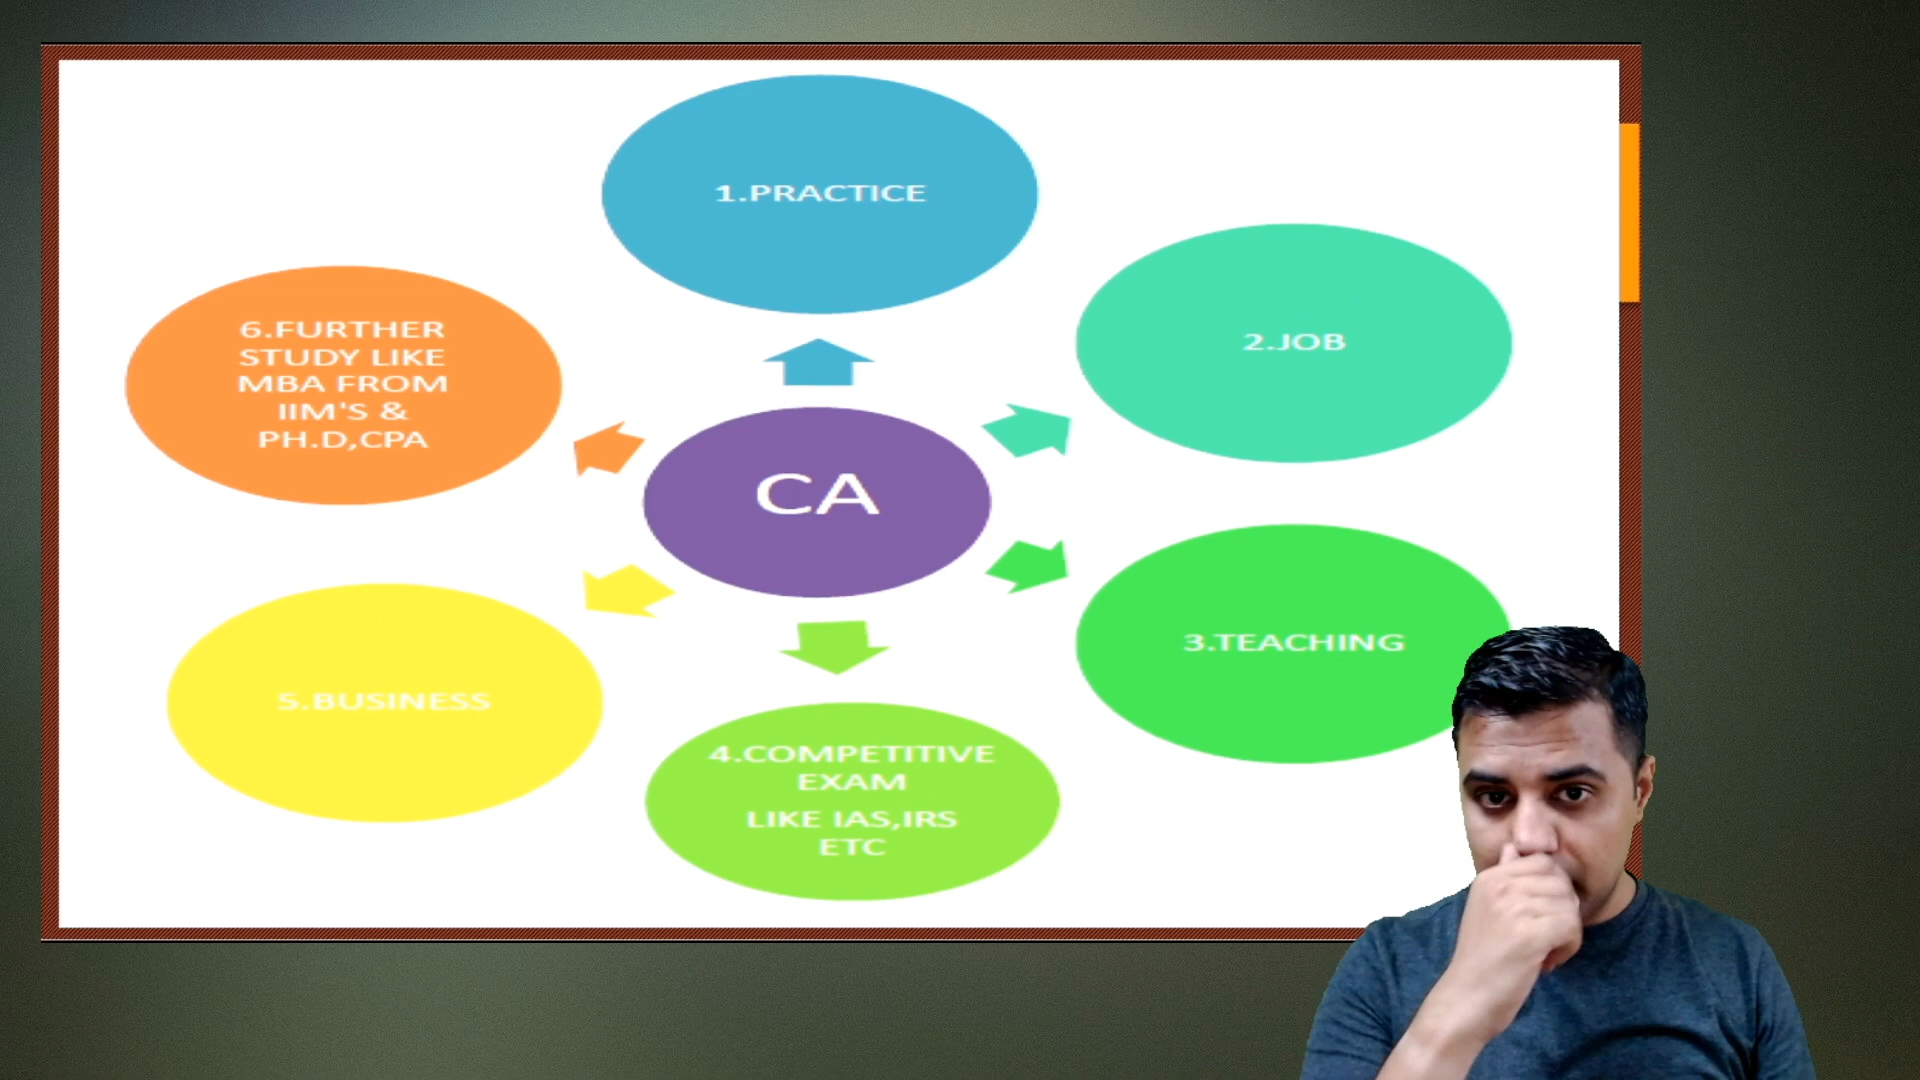 1.PRACTICE
2.JOB
3.TEACHING
4.COMPETITIVE
EXAM
LIKE IAS,IRS
ETC
5.BUSINESS
6.FURTHER
STUDY LIKE
MBA FROM
IIM'S &
PH.D,CPA
CA